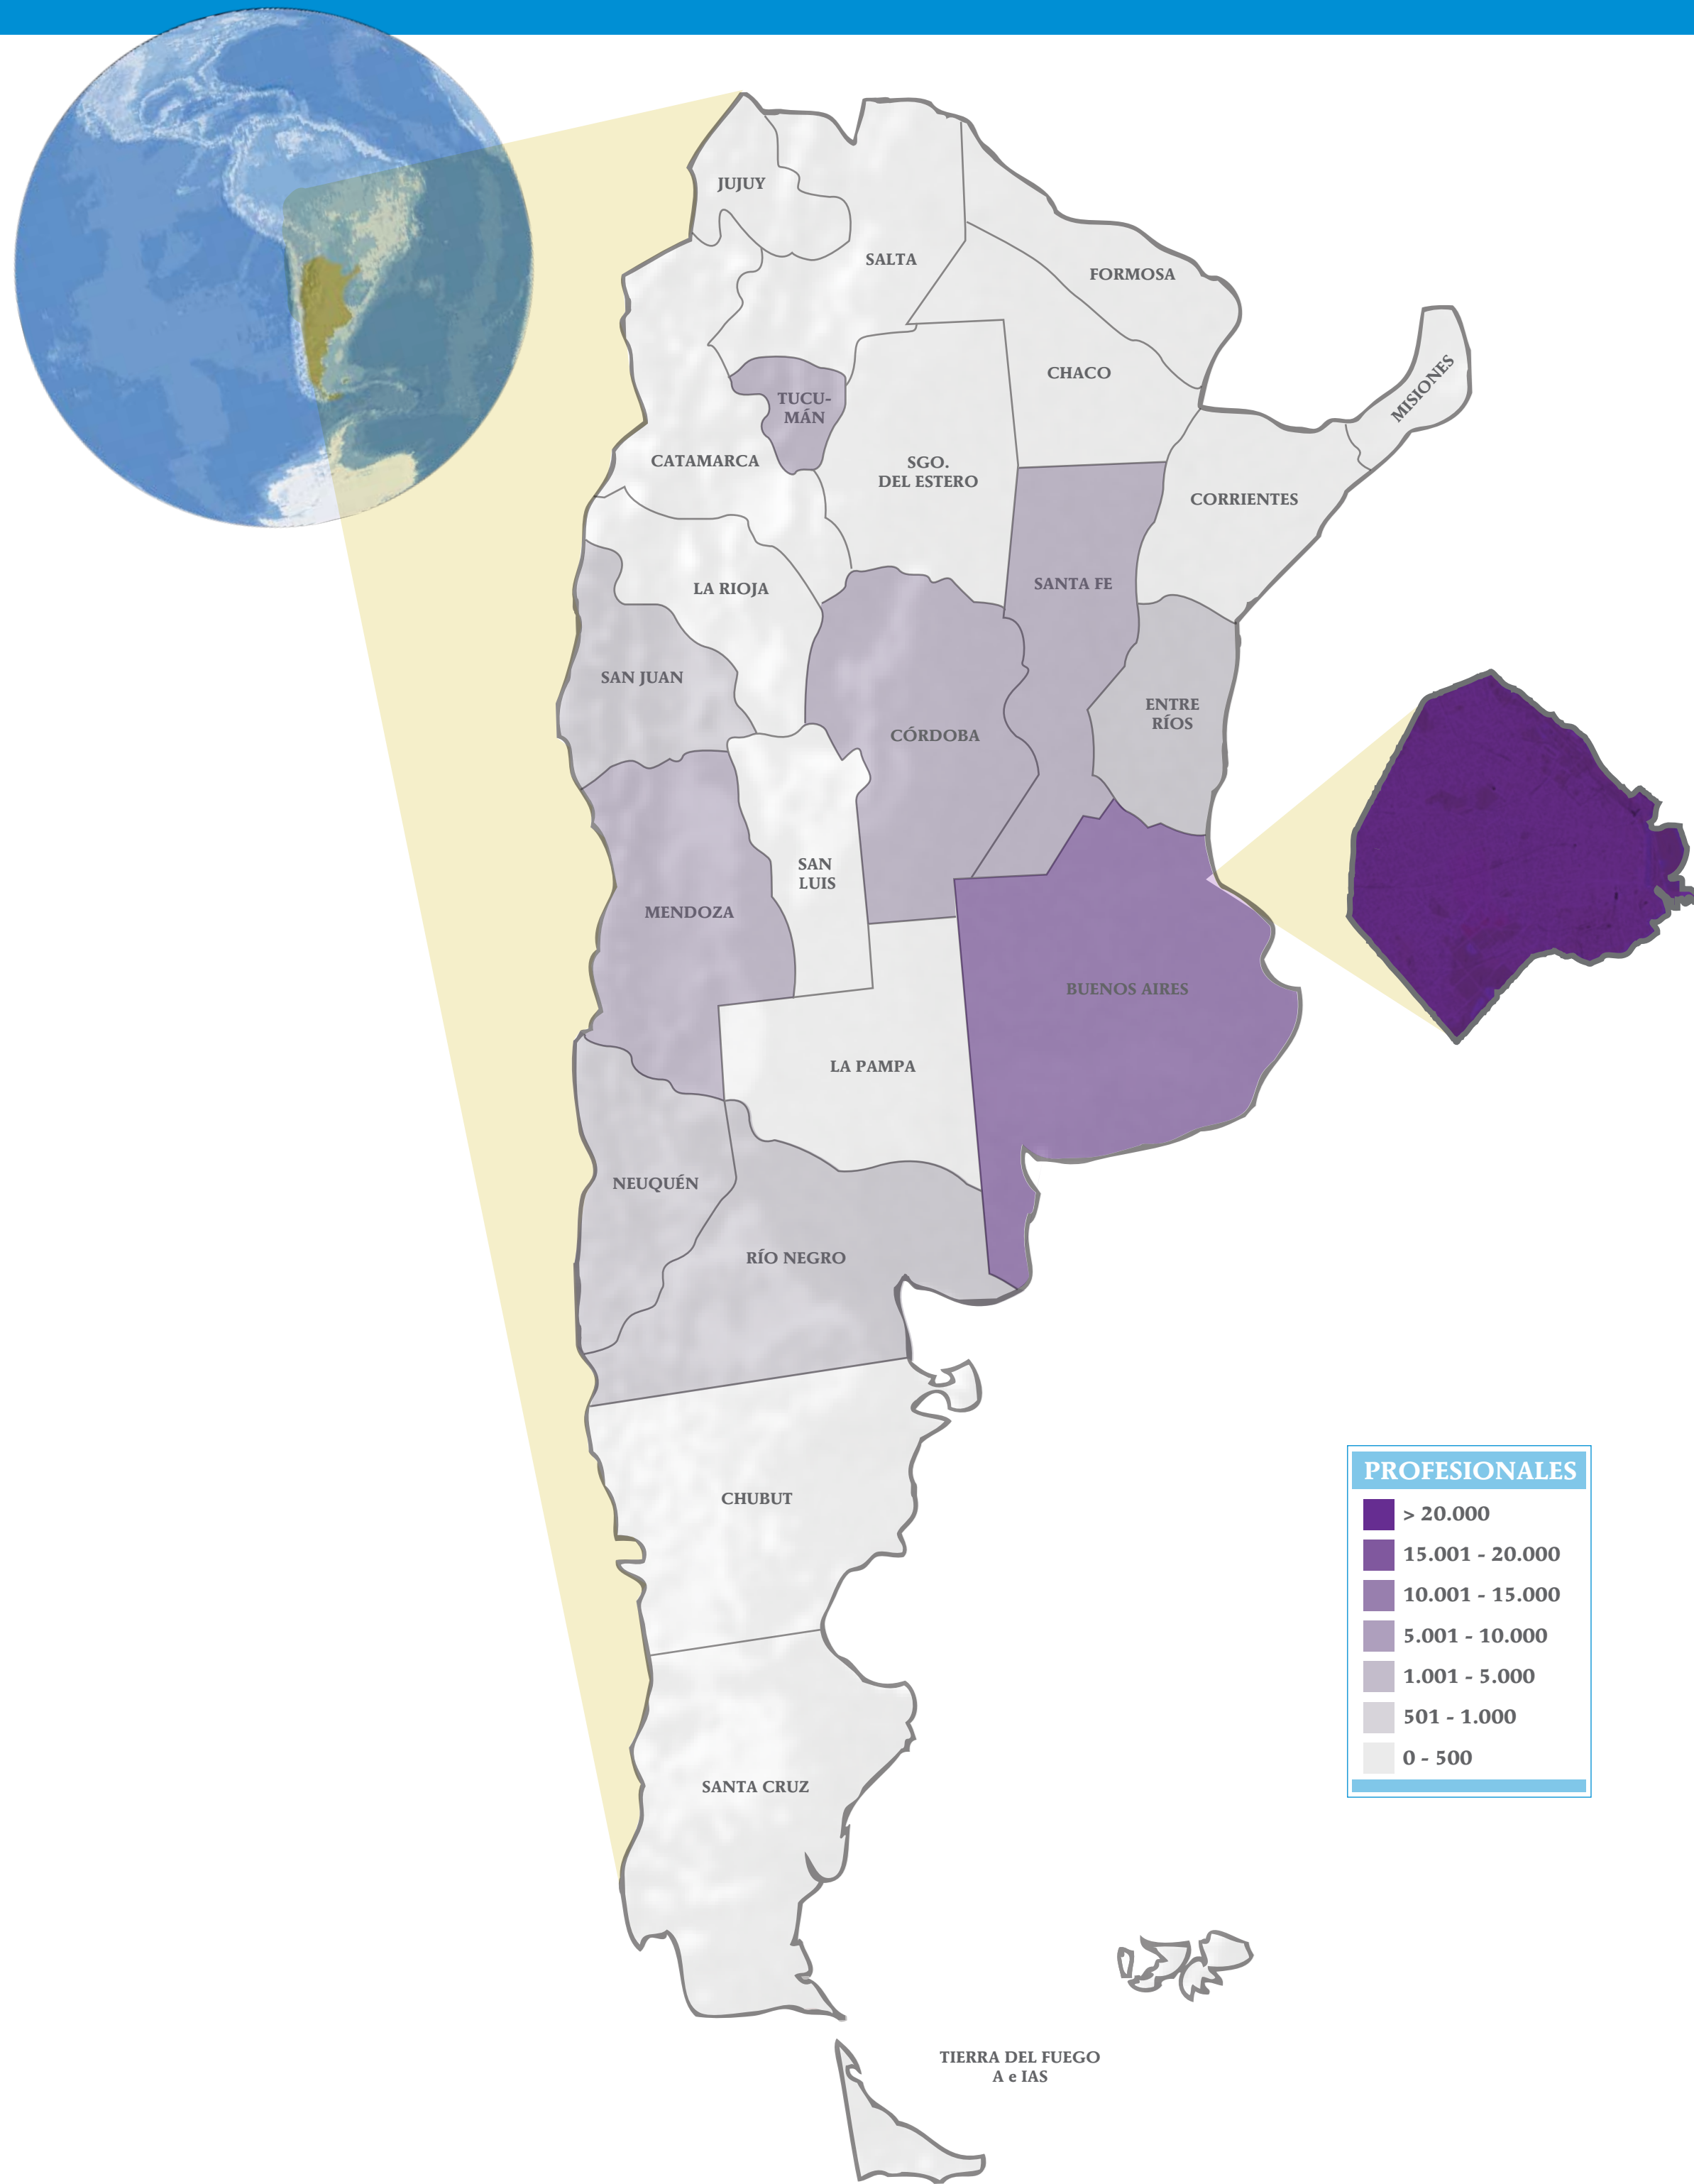 JUJUY
SALTA
FORMOSA
CHACO
MISIONES
TUCU-
MÁN
CATAMARCA
SGO.
DEL ESTERO
CORRIENTES
LA RIOJA
SANTA FE
SAN JUAN
ENTRE
RÍOS
CÓRDOBA
SAN
LUIS
MENDOZA
BUENOS AIRES
LA PAMPA
NEUQUÉN
RÍO NEGRO
CHUBUT
SANTA CRUZ
TIERRA DEL FUEGO
A e IAS
PROFESIONALES
> 20.000
15.001 - 20.000
10.001 - 15.000
5.001 - 10.000
1.001 - 5.000
501 - 1.000
0 - 500